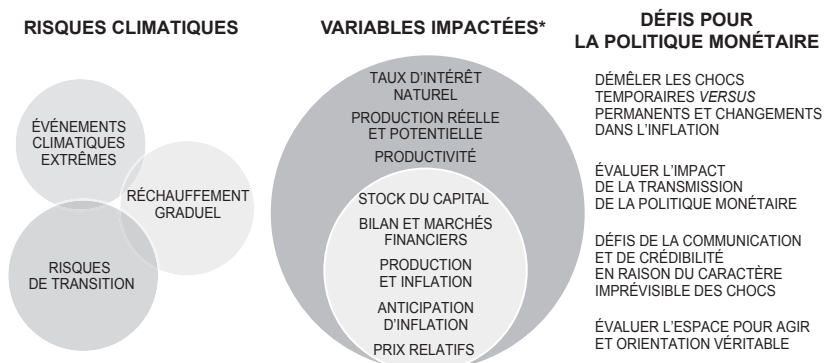 RISQUES CLIMATIQUES
ÉVÉNEMENTS
CLIMATIQUES
EXTRÊMES
RÉCHAUFFEMENT
GRADUEL
RISQUES
DE TRANSITION
VARIABLES IMPACTÉES*
TAUX D'INTÉRÊT
NATUREL
PRODUCTION RÉELLE
ET POTENTIELLE
PRODUCTIVITÉ
STOCK DU CAPITAL
BILAN ET MARCHÉS
FINANCIERS
PRODUCTION
ET INFLATION
ANTICIPATION
D'INFLATION
PRIX RELATIFS
DÉFIS POUR
LA POLITIQUE MONÉTAIRE
DÉMÊLER LES CHOCS
TEMPORAIRES VERSUS
PERMANENTS ET CHANGEMENTS
DANS L'INFLATION
ÉVALUER L'IMPACT
DE LA TRANSMISSION
DE LA POLITIQUE MONÉTAIRE
DÉFIS DE LA COMMUNICATION
ET DE CRÉDIBILITÉ
EN RAISON DU CARACTÈRE
IMPRÉVISIBLE DES CHOCS
ÉVALUER L'ESPACE POUR AGIR
ET ORIENTATION VÉRITABLE